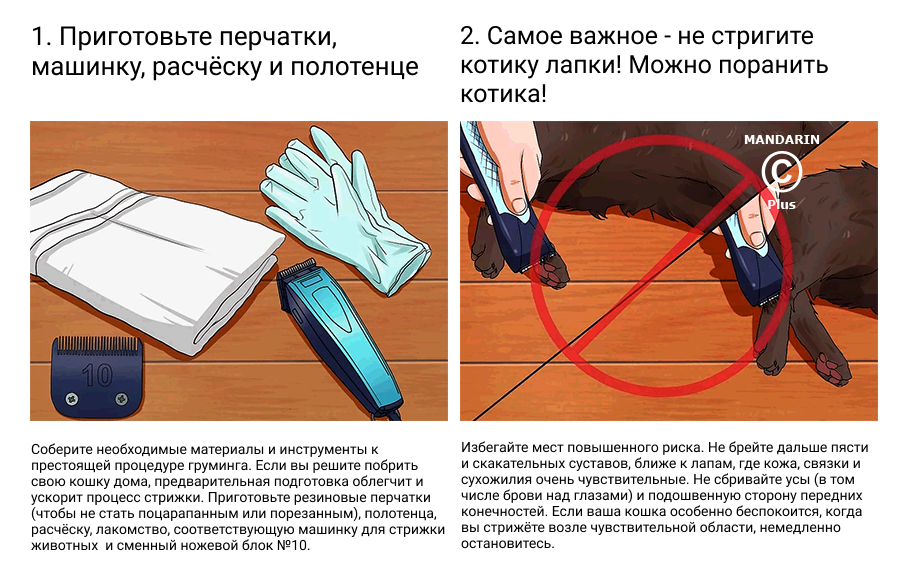 1. Приготовьте перчатки,
машинку, расчёску и полотенце
10
Соберите необходимые материалы и инструменты к
престоящей процедуре груминга. Если вы решите побрить
свою кошку дома, предварительная подготовка облегчит и
ускорит процесс стрижки. Приготовьте резиновые перчатки
(чтобы не стать поцарапанным или порезанным), полотенца,
расчёску, лакомство, соответствующую машинку для стрижки
животных и сменный ножевой блок №10.
2. Самое важное - не стригите
котику лапки! Можно поранить
котика!
MANDARIN
©
Plus
Избегайте мест повышенного риска. Не брейте дальше пясти
и скакательных суставов, ближе к лапам, где кожа, связки и
сухожилия очень чувствительные. Не сбривайте усы (в том
числе брови над глазами) и подошвенную сторону передних
конечностей. Если ваша кошка особенно беспокоится, когда
вы стрижёте возле чувствительной области, немедленно
остановитесь.